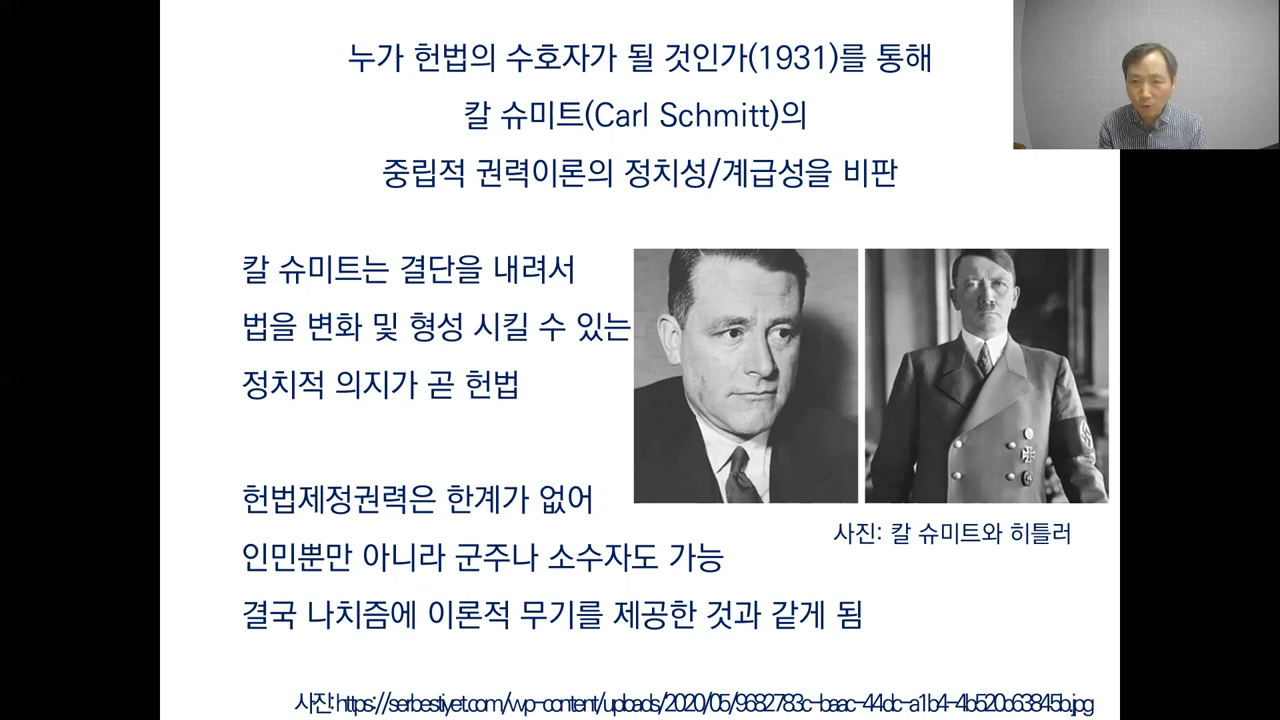 누가 헌법의 수호자가 될 것인가(1931)를 통해
칼 슈미트(Carl Schmitt)의
중립적 권력이론의 정치성/계급성을 비판
칼 슈미트는 결단을 내려서
법을 변화 및 형성 시킬 수 있는
정치적 의지가 곧 헌법
헌법제정권력은 한계가 없어
인민뿐만 아니라 군주나 소수자도 가능
결국 나치즘에 이론적 무기를 제공한 것과 같게 됨
사진: 칼 슈미트와 히틀러
사진: https://serbestiyet.com/wp-content/uploads/2020/05/9682783c-baac-44dc-a1b4-4b520c63845b.jpg